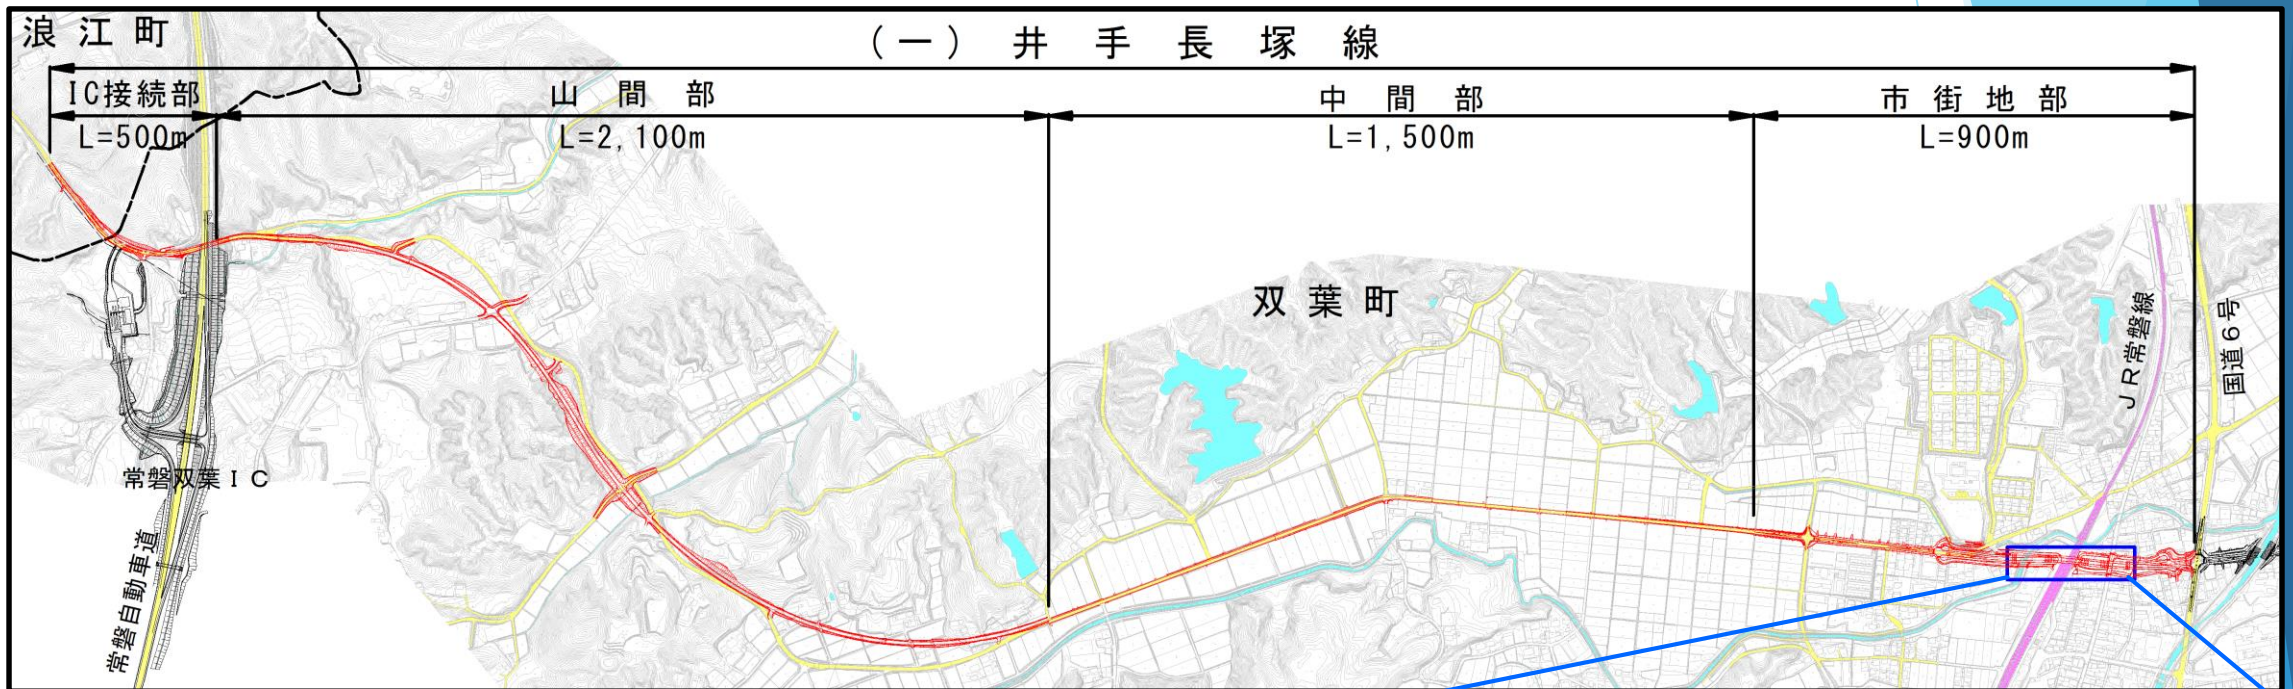 浪江町
(一) 井手長塚線
IC接続部
山間部
中間部
市街地部
L=500m
L=2,100m
L=1,500m
L=900m
双葉町
JR常磐線
国道6号
常磐双葉IC
常磐自動車道